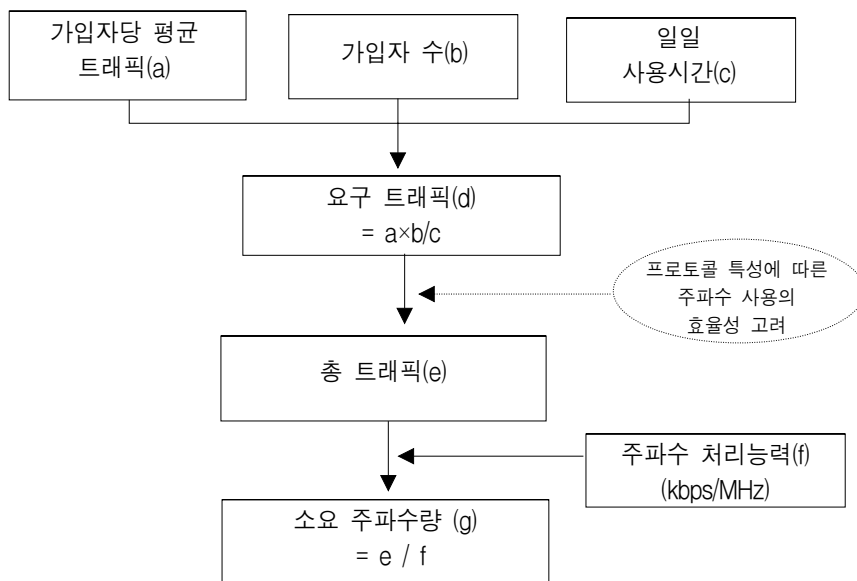 가입자당 평균
트래픽(a)
가입자 수(b)
일일
사용시간(c)
요구 트래픽(d)
= a×b/c
프로토콜 특성에 따른
주파수 사용의
효율성 고려
총 트래픽(e)
주파수 처리능력(f)
(kbps/MHz)
소요 주파수량 (g)
= e / f